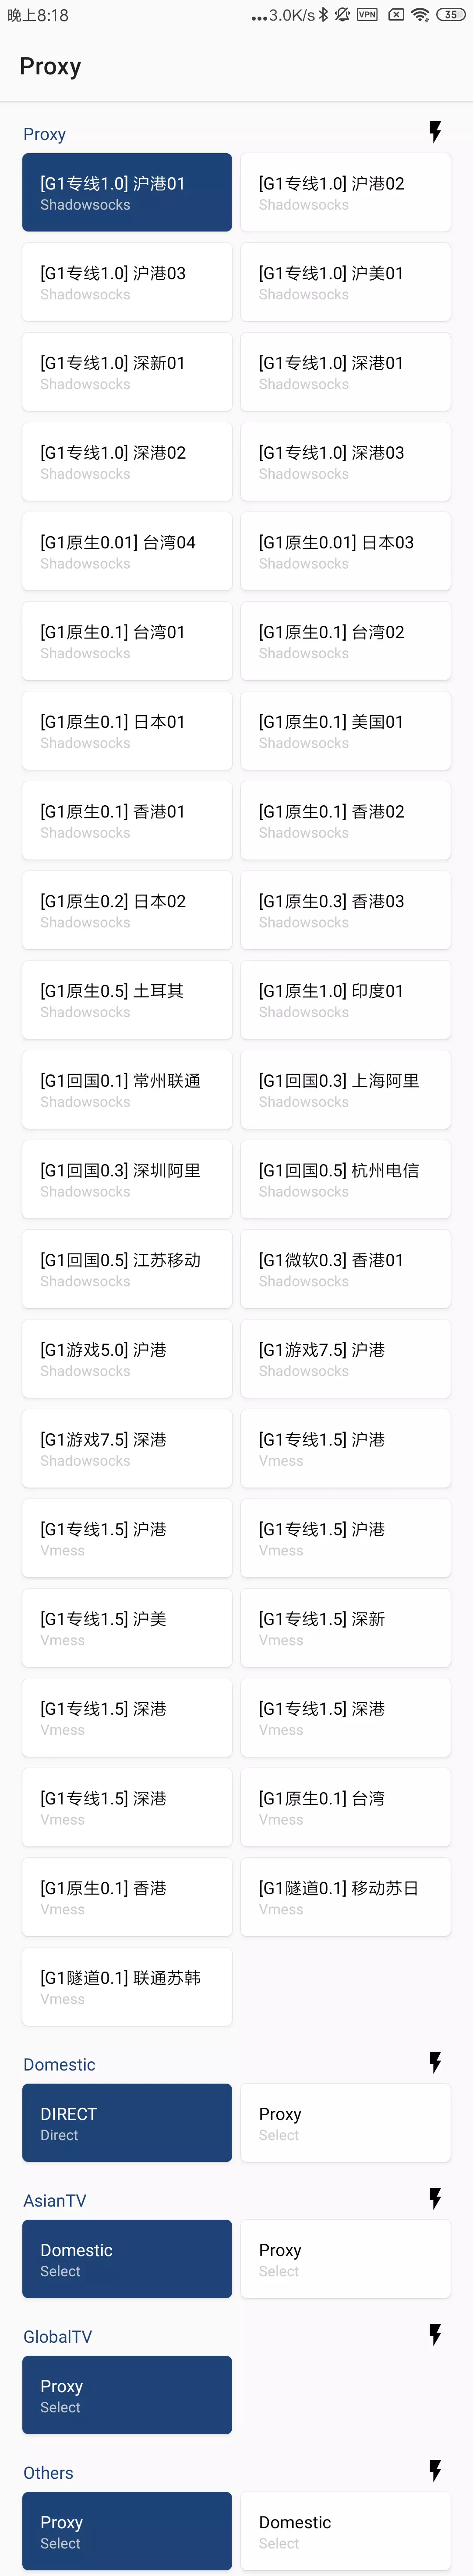 晚上8:18
...3.0K/s
VPN
35
Proxy
Proxy
[G1专线1.0] 沪港01
Shadowsocks
[G1专线1.0] 沪港02
Shadowsocks
[G1专线1.0] 沪港03
Shadowsocks
[G1专线1.0] 沪美01
Shadowsocks
[G1专线1.0] 深新01
Shadowsocks
[G1专线1.0] 深港01
Shadowsocks
[G1专线1.0] 深港02
Shadowsocks
[G1专线1.0] 深港03
Shadowsocks
[G1原生0.01] 台湾04
Shadowsocks
[G1原生0.01] 日本03
Shadowsocks
[G1原生0.1] 台湾01
Shadowsocks
[G1原生0.1] 台湾02
Shadowsocks
[G1原生0.1] 日本01
Shadowsocks
[G1原生0.1] 美国01
Shadowsocks
[G1原生0.1] 香港01
Shadowsocks
[G1原生0.1] 香港02
Shadowsocks
[G1原生0.2] 日本02
Shadowsocks
[G1原生0.3] 香港03
Shadowsocks
[G1原生0.5] 土耳其
Shadowsocks
[G1原生1.0] 印度01
Shadowsocks
[G1回国0.1] 常州联通
Shadowsocks
[G1回国0.3] 上海阿里
Shadowsocks
[G1回国0.3] 深圳阿里
Shadowsocks
[G1回国0.5] 杭州电信
Shadowsocks
[G1回国0.5] 江苏移动
Shadowsocks
[G1微软0.3] 香港01
Shadowsocks
[G1游戏5.0] 沪港
Shadowsocks
[G1游戏7.5] 沪港
Shadowsocks
[G1游戏7.5] 深港
Shadowsocks
[G1专线1.5] 沪港
Vmess
[G1专线1.5] 沪港
Vmess
[G1专线1.5] 沪港
Vmess
[G1专线1.5] 沪美
Vmess
[G1专线1.5] 深新
Vmess
[G1专线1.5] 深港
Vmess
[G1专线1.5] 深港
Vmess
[G1专线1.5] 深港
Vmess
[G1原生0.1] 台湾
Vmess
[G1原生0.1] 香港
Vmess
[G1隧道0.1] 移动苏日
Vmess
[G1隧道0.1] 联通苏韩
Vmess
Domestic
DIRECT
Direct
Proxy
Select
AsianTV
Domestic
Select
Proxy
Select
GlobalTV
Proxy
Select
Others
Proxy
Select
Domestic
Select